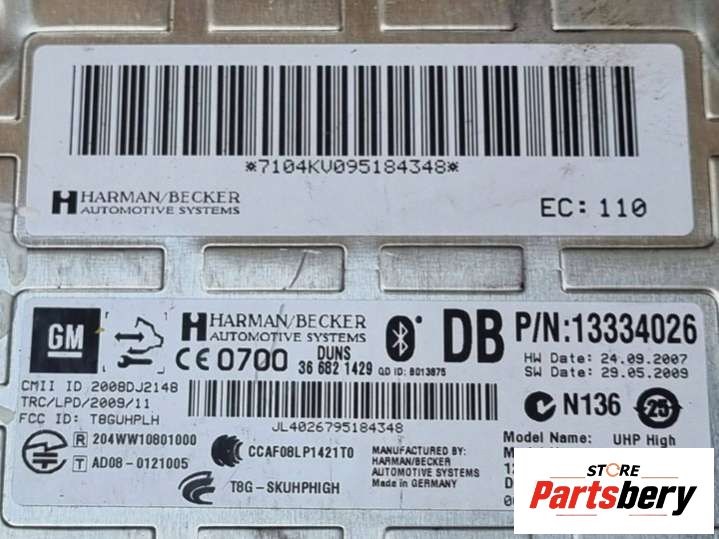 *7104KV095184348*
HARMAN/BECKER
AUTOMOTIVE SYSTEMS
EC: 110
GM
HARMAN/BECKER
AUTOMOTIVE SYSTEMS
DB
P/N:13334026
CE 0700
DUNS
36 682 1429
QD ID: B013875
HW Date: 24.09.2007
SW Date: 29.05.2009
CMII ID 2008DJ2148
TRC/LPD/2009/11
FCC ID: T8GUHPLH
JL4026795184348
N136
25
R 204WW10801000
T AD08-0121005
CCAF08LP1421T0
T8G-SKUHPHIGH
MANUFACTURED BY:
HARMAN/BECKER
AUTOMOTIVE SYSTEMS
Made in GERMANY
Model Name: UHP High
STORE
Partsbery